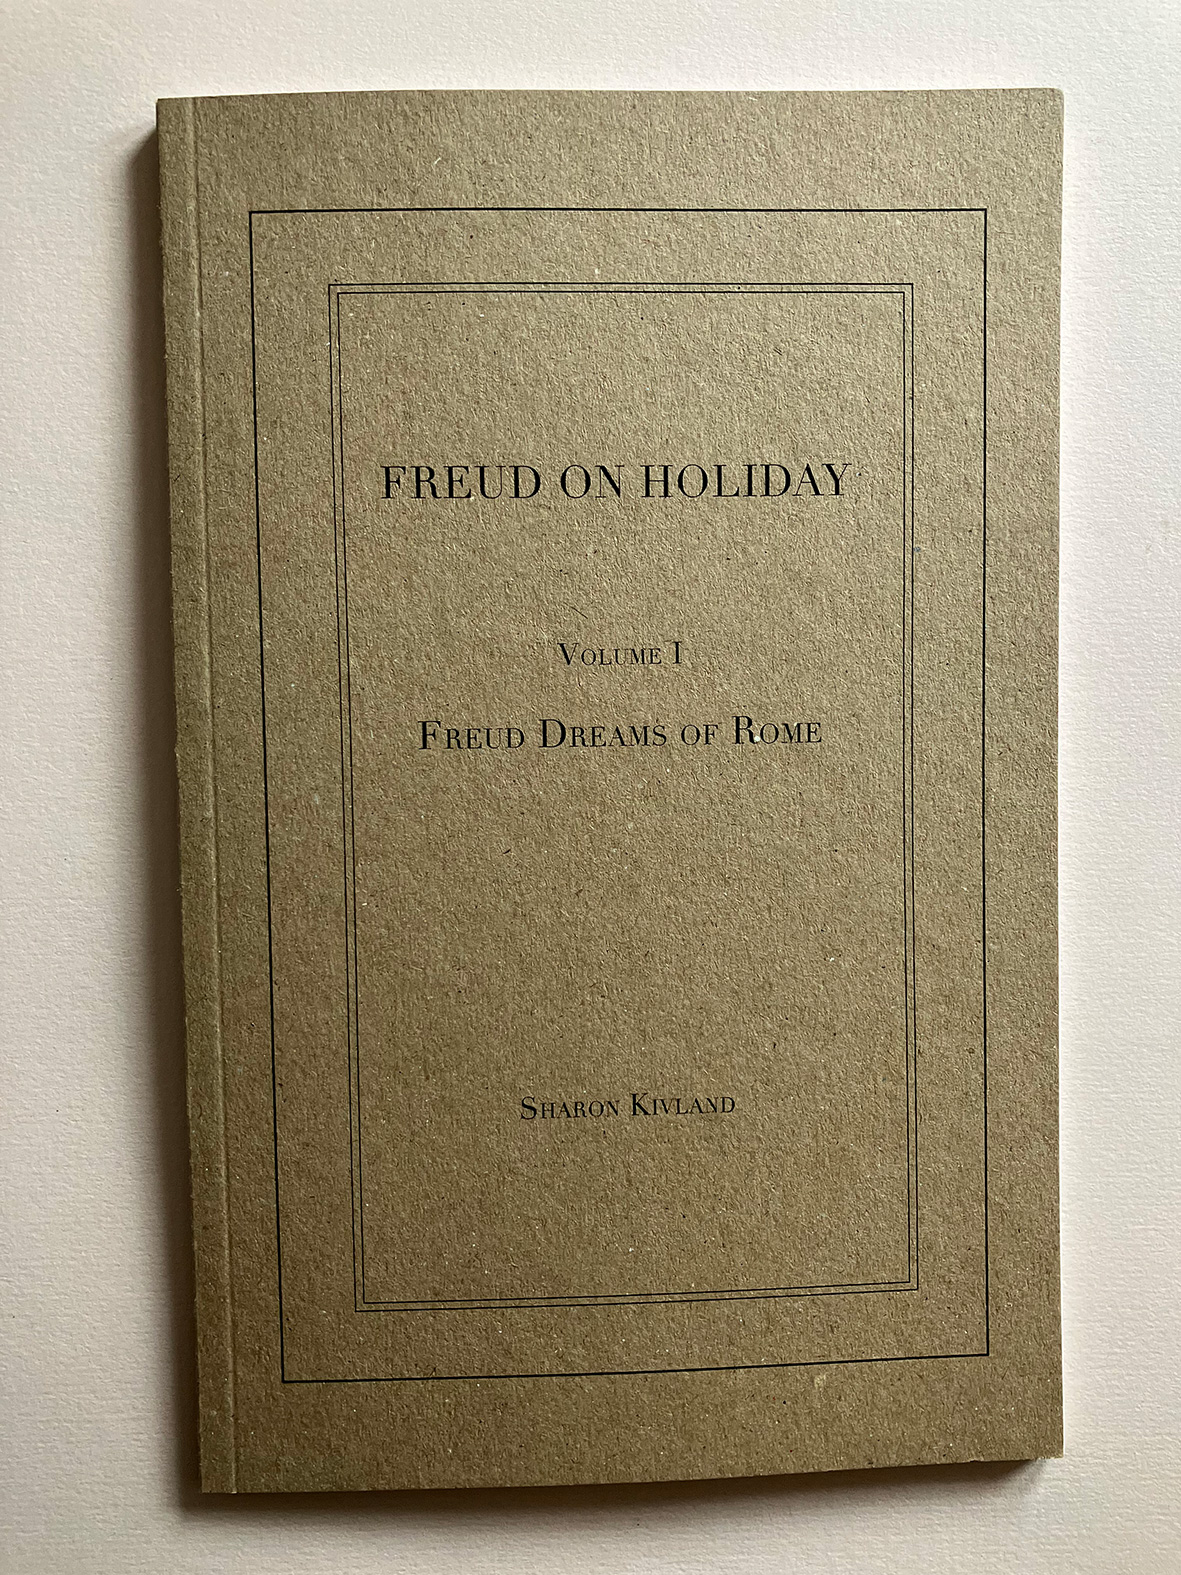 FREUD ON HOLIDAY
VOLUME I
FREUD DREAMS OF ROME
SHARON KIVLAND